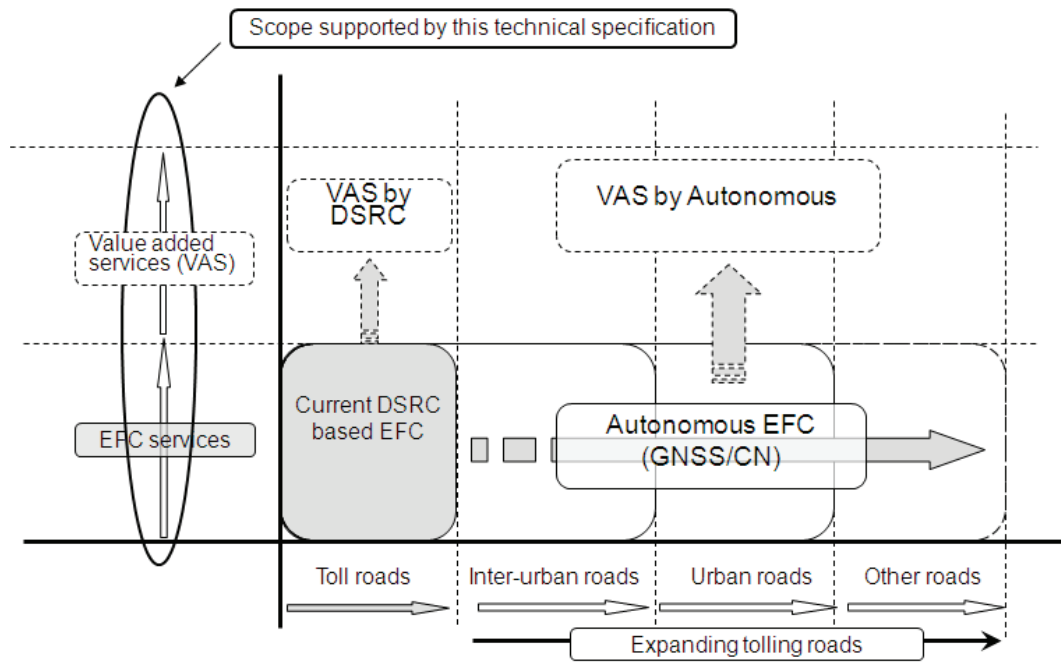 Scope supported by this technical specification
VAS by
DSRC
VAS by Autonomous
Value added
services (VAS)
Current DSRC
based EFC
EFC services
Autonomous EFC
(GNSS/CN)
Toll roads
Inter-urban roads
Urban roads
Other roads
Expanding tolling roads